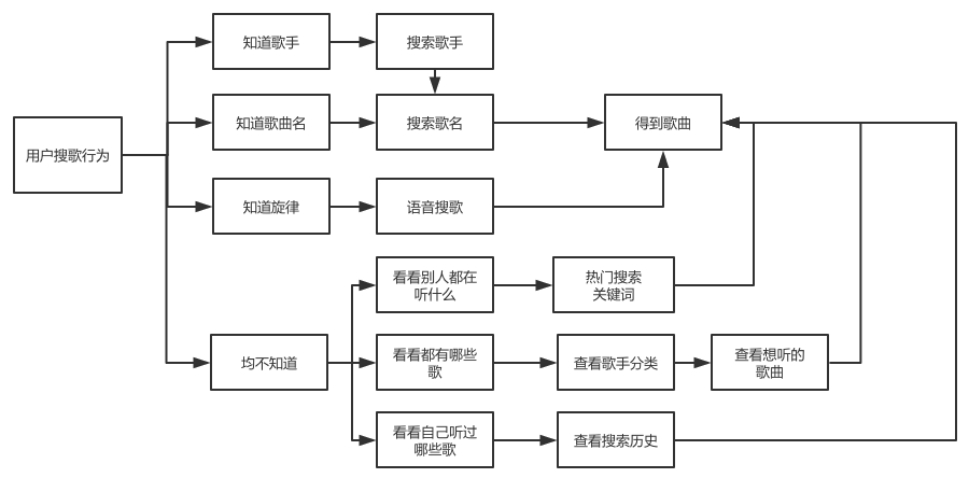 知道歌手
搜索歌手
知道歌曲名
搜索歌名
得到歌曲
用户搜歌行为
知道旋律
语音搜歌
看看别人都在
听什么
热门搜索
关键词
均不知道
看看都有哪些
歌
查看歌手分类
查看想听的
歌曲
看看自己听过
哪些歌
查看搜索历史